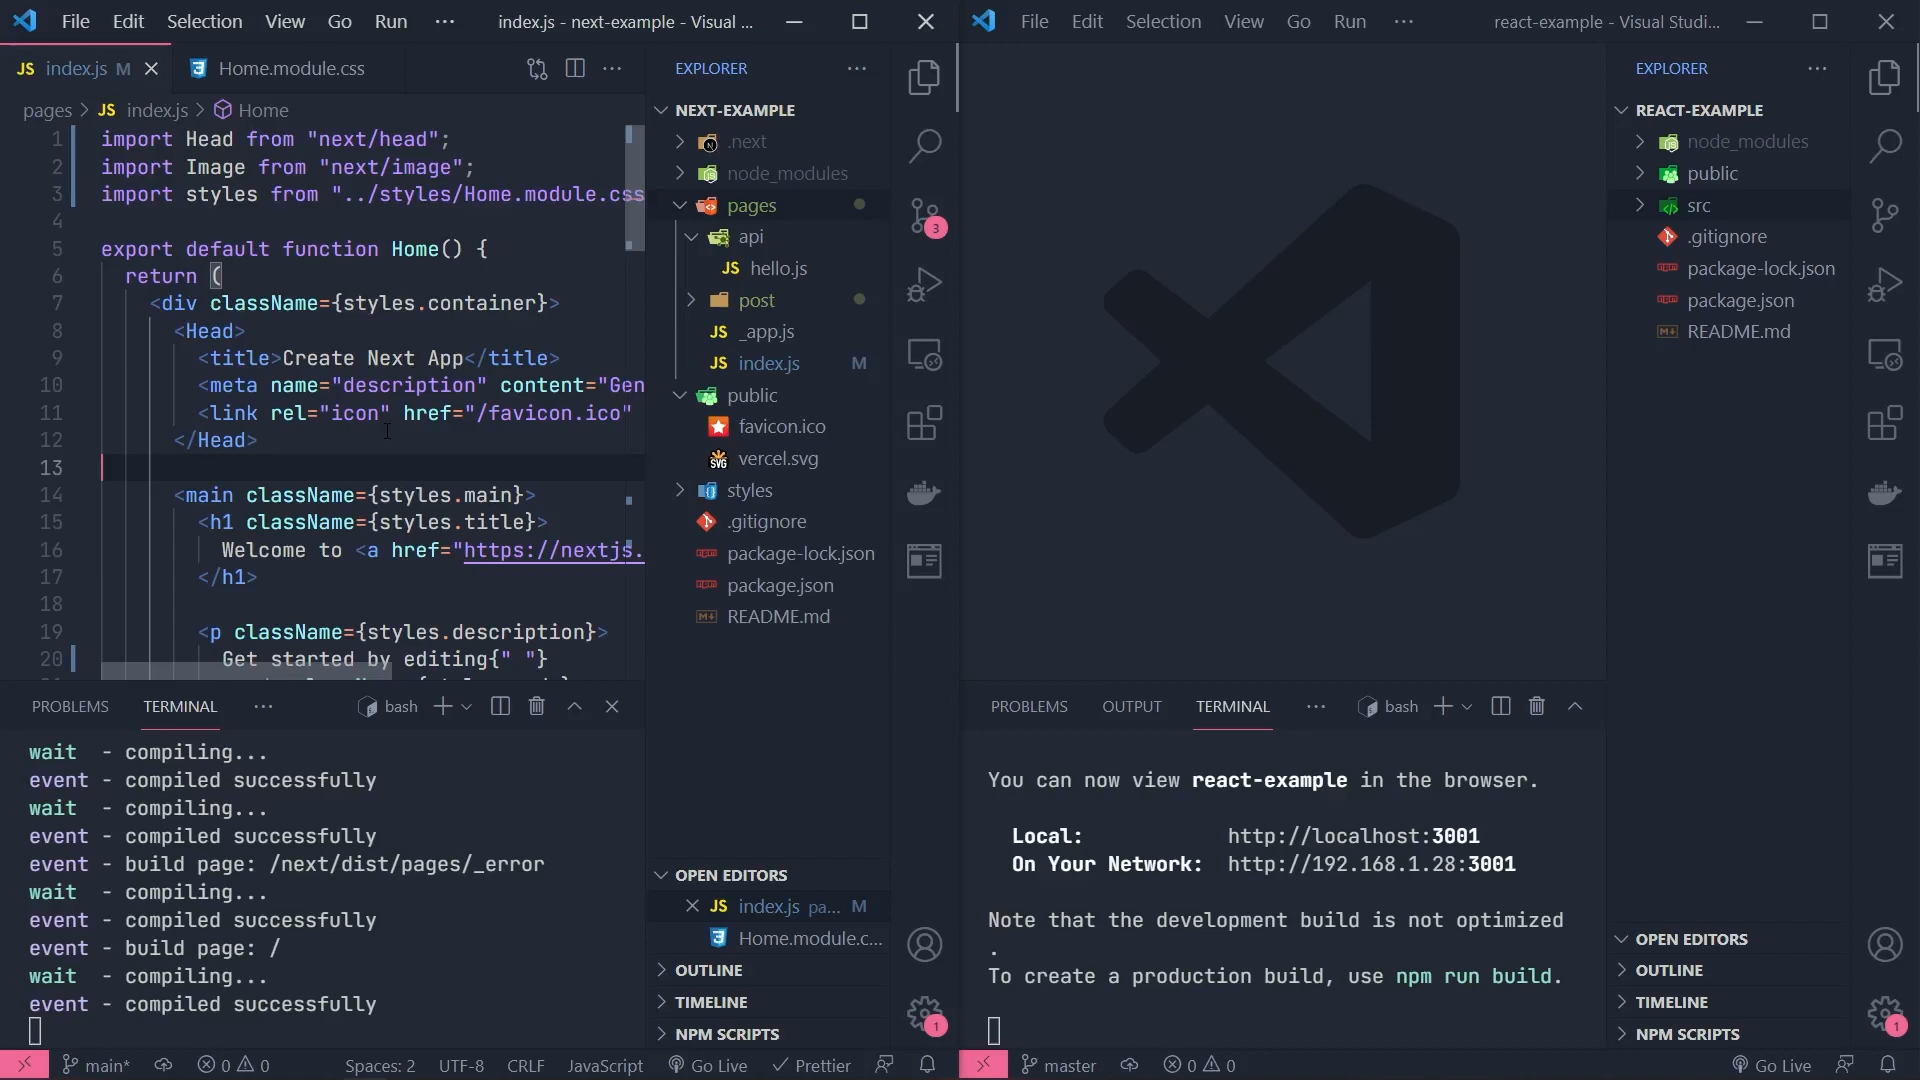 File Edit Selection View Go Run ··· index.js - next-example - Visual ...
JS index.js M Home.module.css
pages > JS index.js > Home
1 import Head from "next/head";
2 import Image from "next/image";
3 import styles from "../styles/Home.module.css
4
5 export default function Home() {
6 return (
7 <div className={styles.container}>
8 <Head>
9 <title>Create Next App</title>
10 <meta name="description" content="Gen
11 <link rel="icon" href="/favicon.ico"
12 </Head>
13
14 <main className={styles.main}>
15 <h1 className={styles.title}>
16 Welcome to <a href="https://nextjs.
17 </h1>
18
19 <p className={styles.description}>
20 Get started by editing{" "}
EXPLORER ···
NEXT-EXAMPLE
.next
node_modules
pages
api
JS hello.js
post
JS _app.js
JS index.js M
public
favicon.ico
SVG vercel.svg
styles
.gitignore
package-lock.json
package.json
README.md
OPEN EDITORS
JS index.js pa... M
Home.module.c...
OUTLINE
TIMELINE
NPM SCRIPTS
3
1
PROBLEMS TERMINAL ··· bash
wait - compiling...
event - compiled successfully
wait - compiling...
event - compiled successfully
event - build page: /next/dist/pages/_error
wait - compiling...
event - compiled successfully
event - build page: /
wait - compiling...
event - compiled successfully
main* 0 0 Spaces: 2 UTF-8 CRLF JavaScript Go Live Prettier
File Edit Selection View Go Run ··· react-example - Visual Studi...
EXPLORER ···
REACT-EXAMPLE
node_modules
public
src
.gitignore
package-lock.json
package.json
README.md
PROBLEMS OUTPUT TERMINAL ··· bash
You can now view react-example in the browser.
Local: http://localhost:3001
On Your Network: http://192.168.1.28:3001
Note that the development build is not optimized
.
To create a production build, use npm run build.
OPEN EDITORS
OUTLINE
TIMELINE
NPM SCRIPTS
1
master 0 0 Go Live